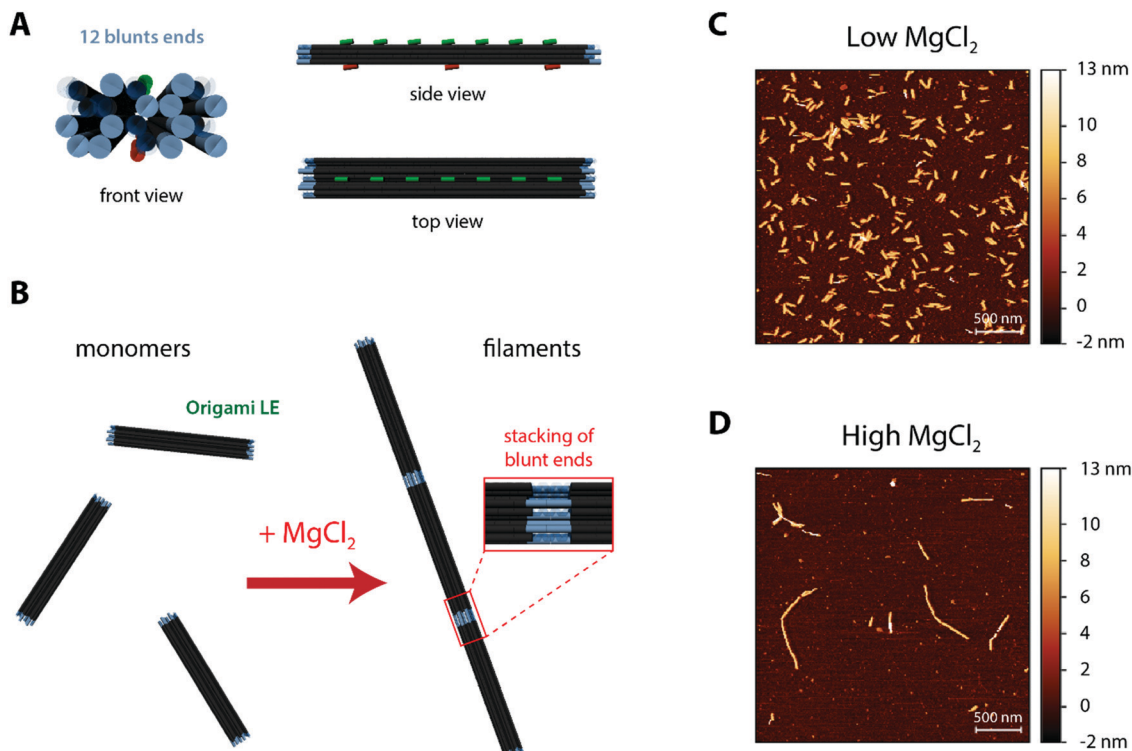 A
12 blunts ends
front view
side view
top view
B
monomers
filaments
Origami LE
stacking of
blunt ends
+ MgCl₂
C
Low MgCl₂
13 nm
10
8
6
4
2
0
-2 nm
500 nm
D
High MgCl₂
13 nm
10
8
6
4
2
0
-2 nm
500 nm